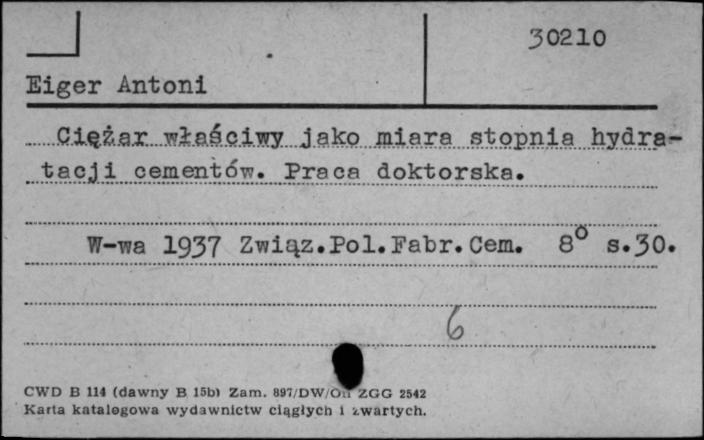 30210
Eiger Antoni
Ciężar właściwy jako miara stopnia hydra-
tacji cementów. Praca doktorska.
W-wa 1937 Związ.Pol.Fabr.Cem. 8° s.30.
6
CWD B 114 (dawny B 15b) Zam. 897/DW/ ZGG 2542
Karta katalogowa wydawnictw ciągłych i zwartych.